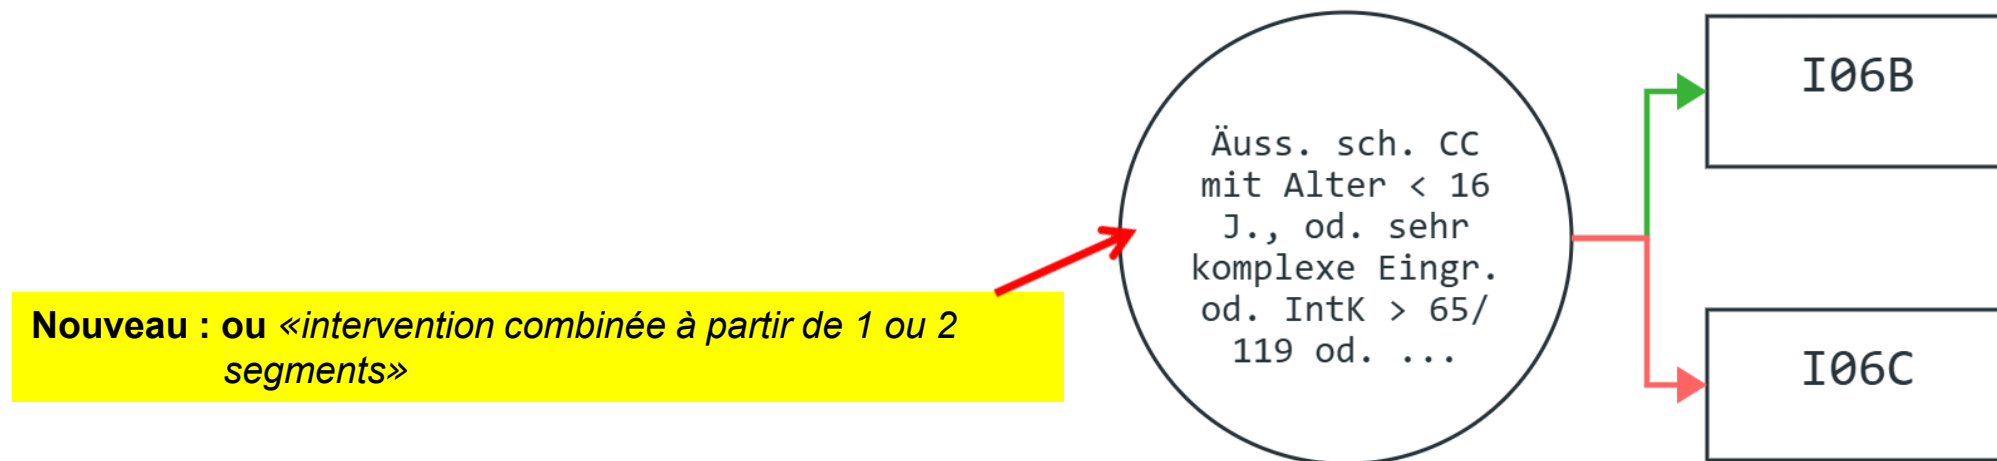 Nouveau : ou «intervention combinée à partir de 1 ou 2
segments»
Äuss. sch. CC
mit Alter < 16
J., od. sehr
komplexe Eingr.
od. IntK > 65/
119 od. ...
I06B
I06C